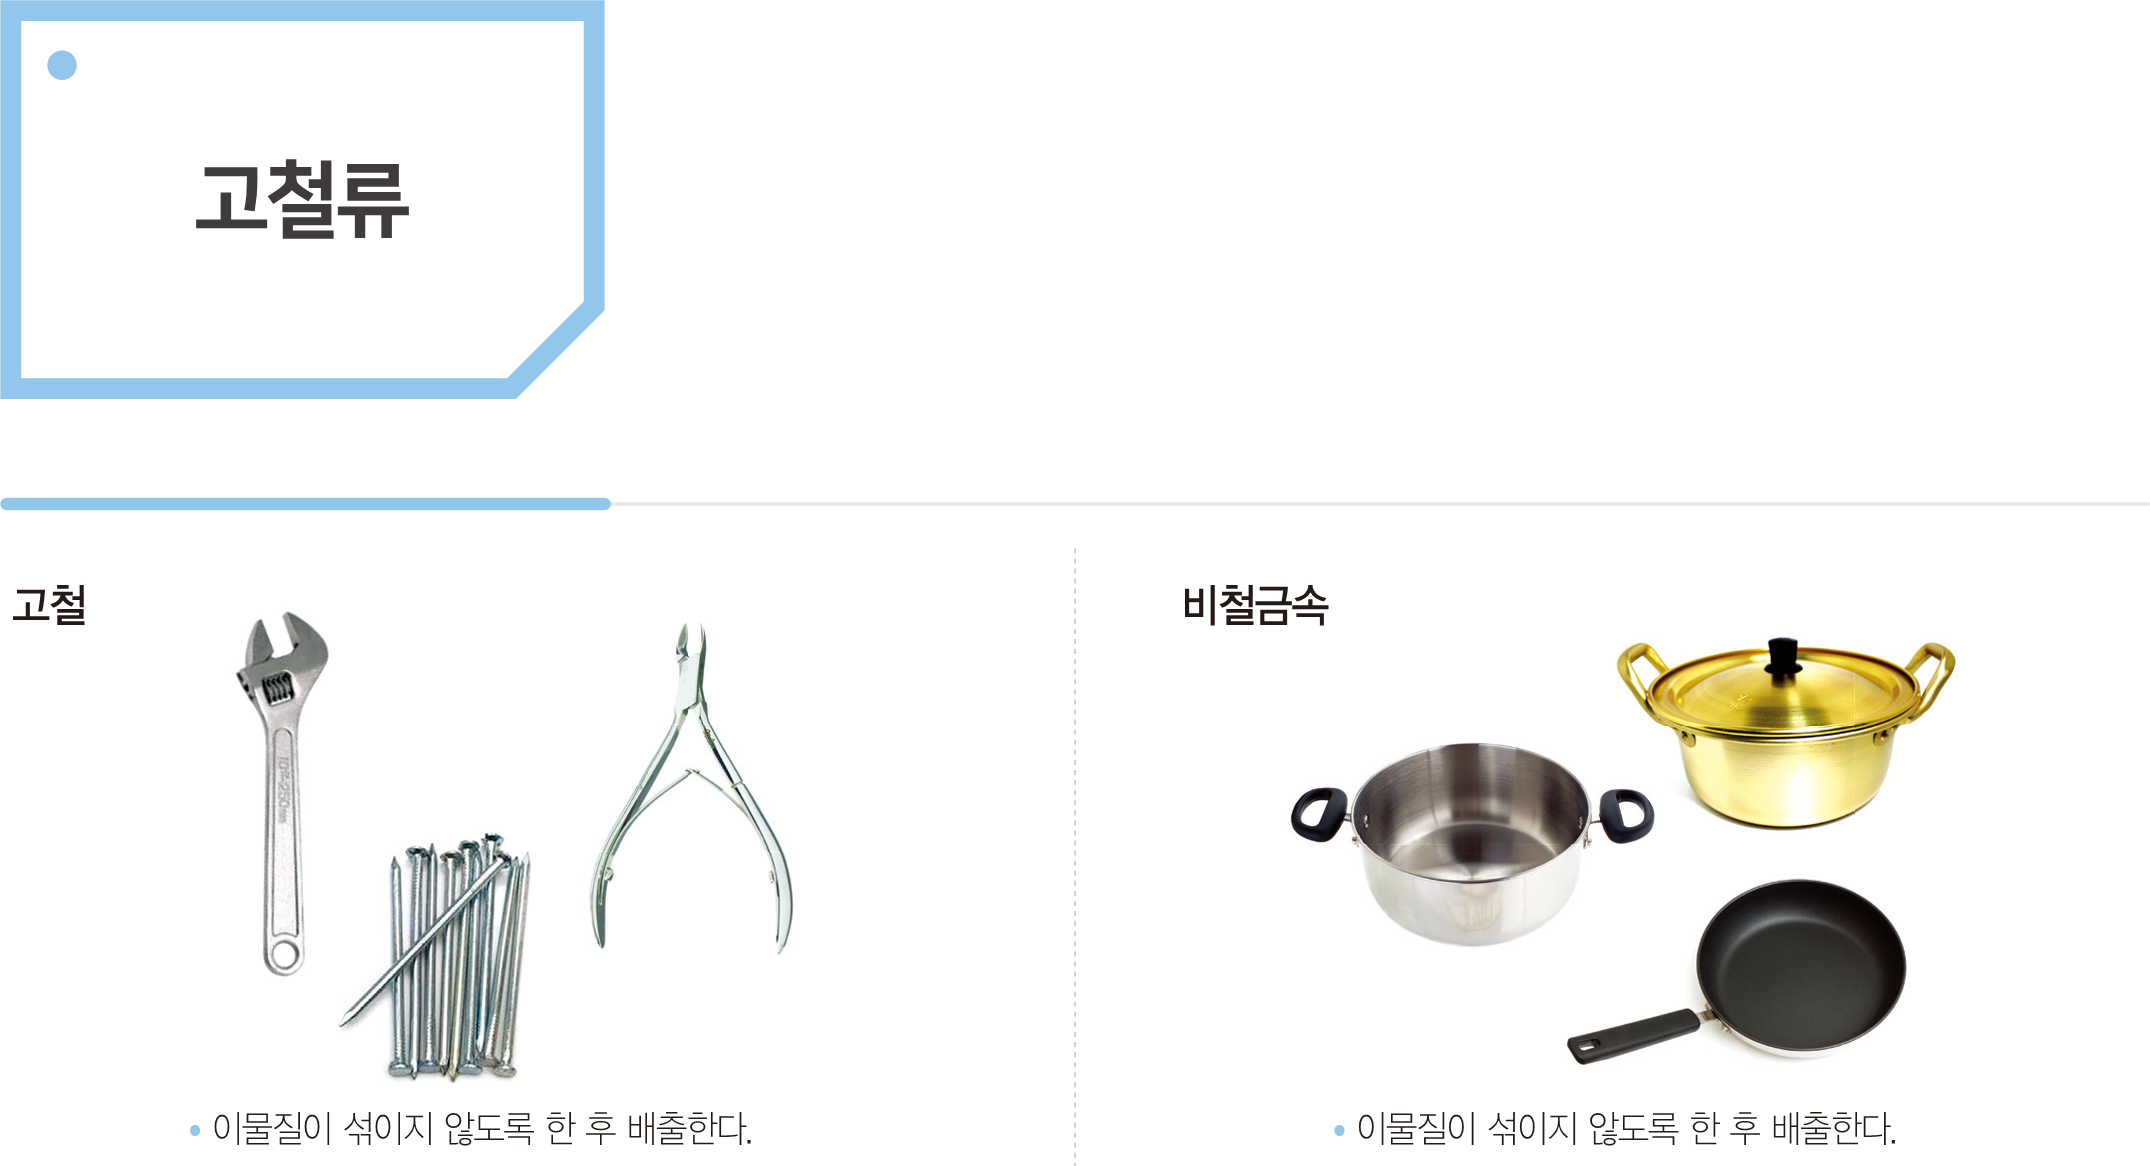 고철류
고철
비철금속
이물질이 섞이지 않도록 한 후 배출한다.
이물질이 섞이지 않도록 한 후 배출한다.